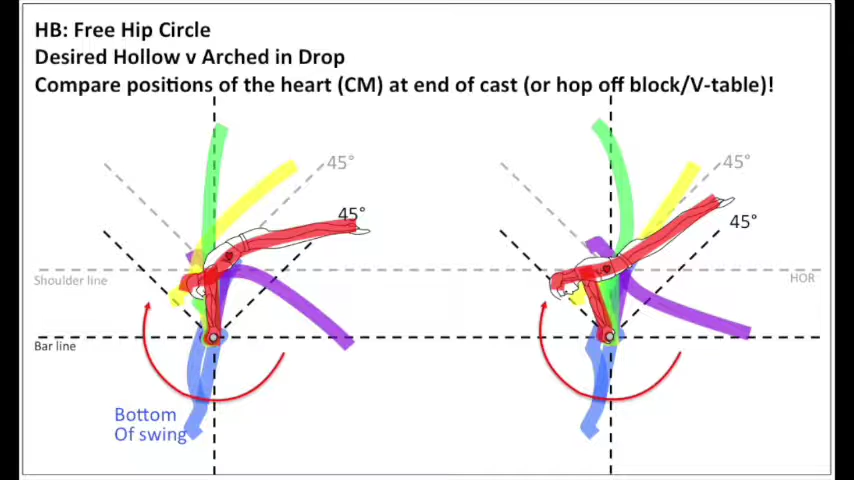 HB: Free Hip Circle
Desired Hollow v Arched in Drop
Compare positions of the heart (CM) at end of cast (or hop off block/V-table)!
45°
45°
45°
45°
Shoulder line
HOR
Bar line
Bottom
Of swing